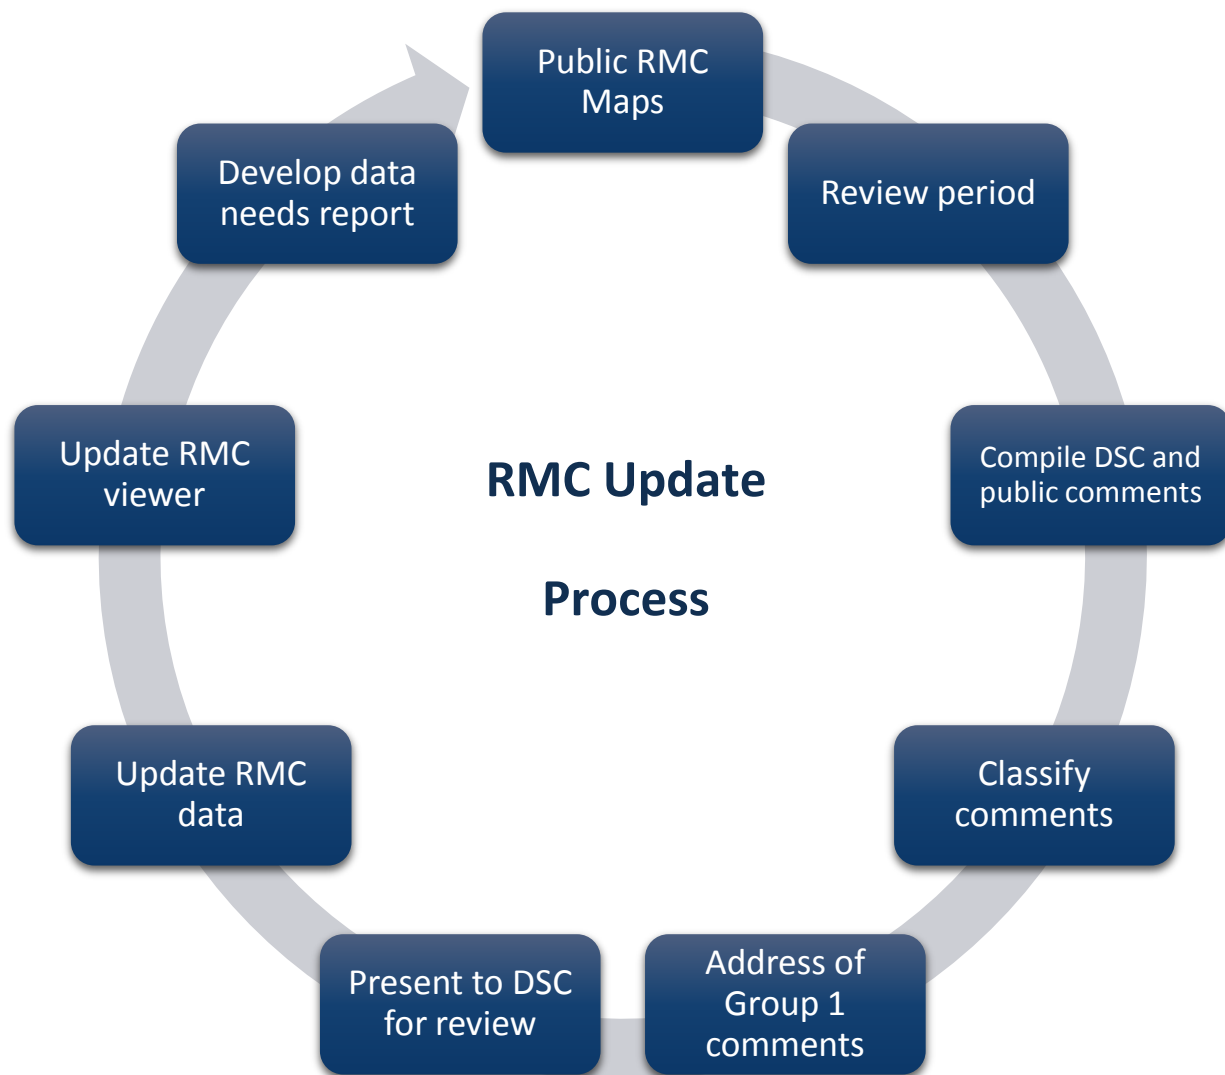 Public RMC
Maps
Review period
Compile DSC and
public comments
Classify
comments
Address of
Group 1
comments
Present to DSC
for review
Update RMC
data
Update RMC
viewer
Develop data
needs report
RMC Update
Process